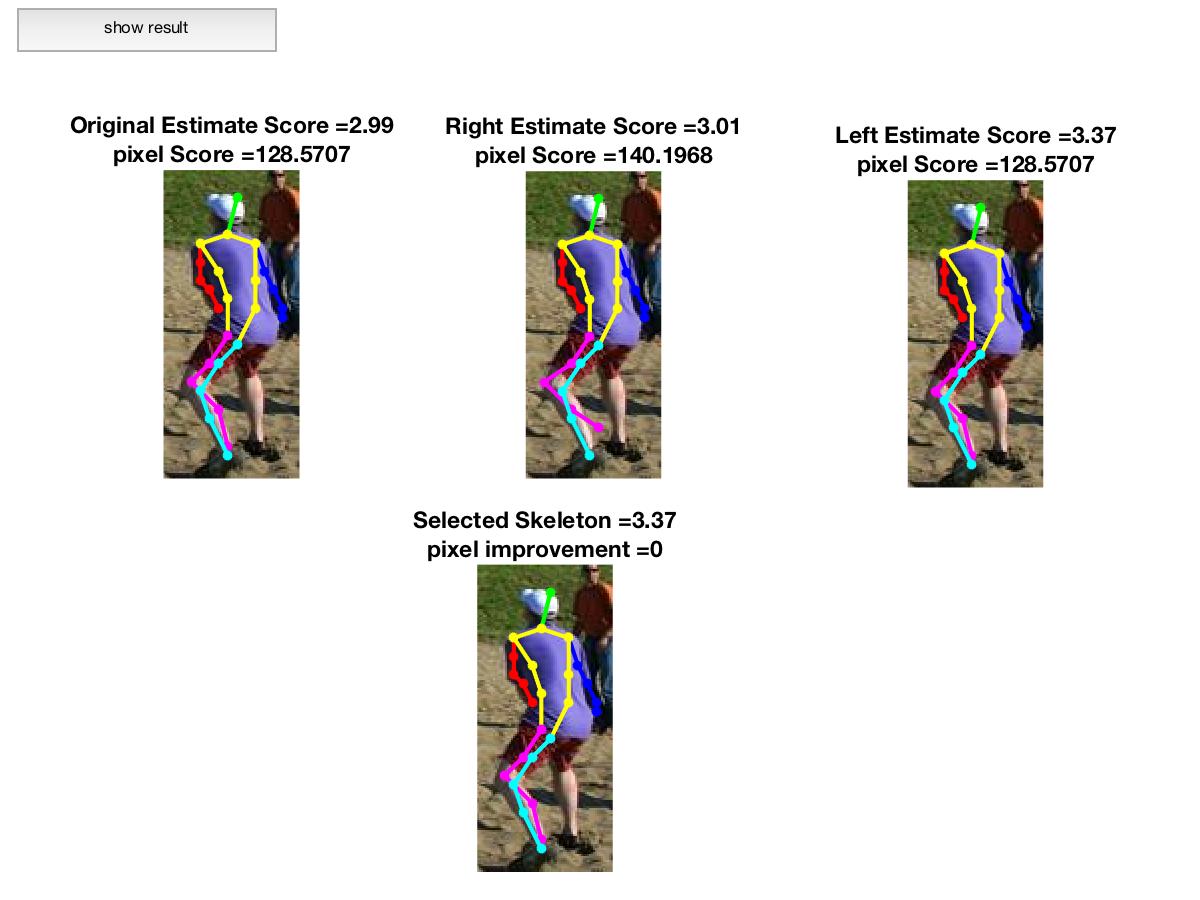 show result
Original Estimate Score =2.99
pixel Score =128.5707
Right Estimate Score =3.01
pixel Score =140.1968
Left Estimate Score =3.37
pixel Score =128.5707
Selected Skeleton =3.37
pixel improvement =0